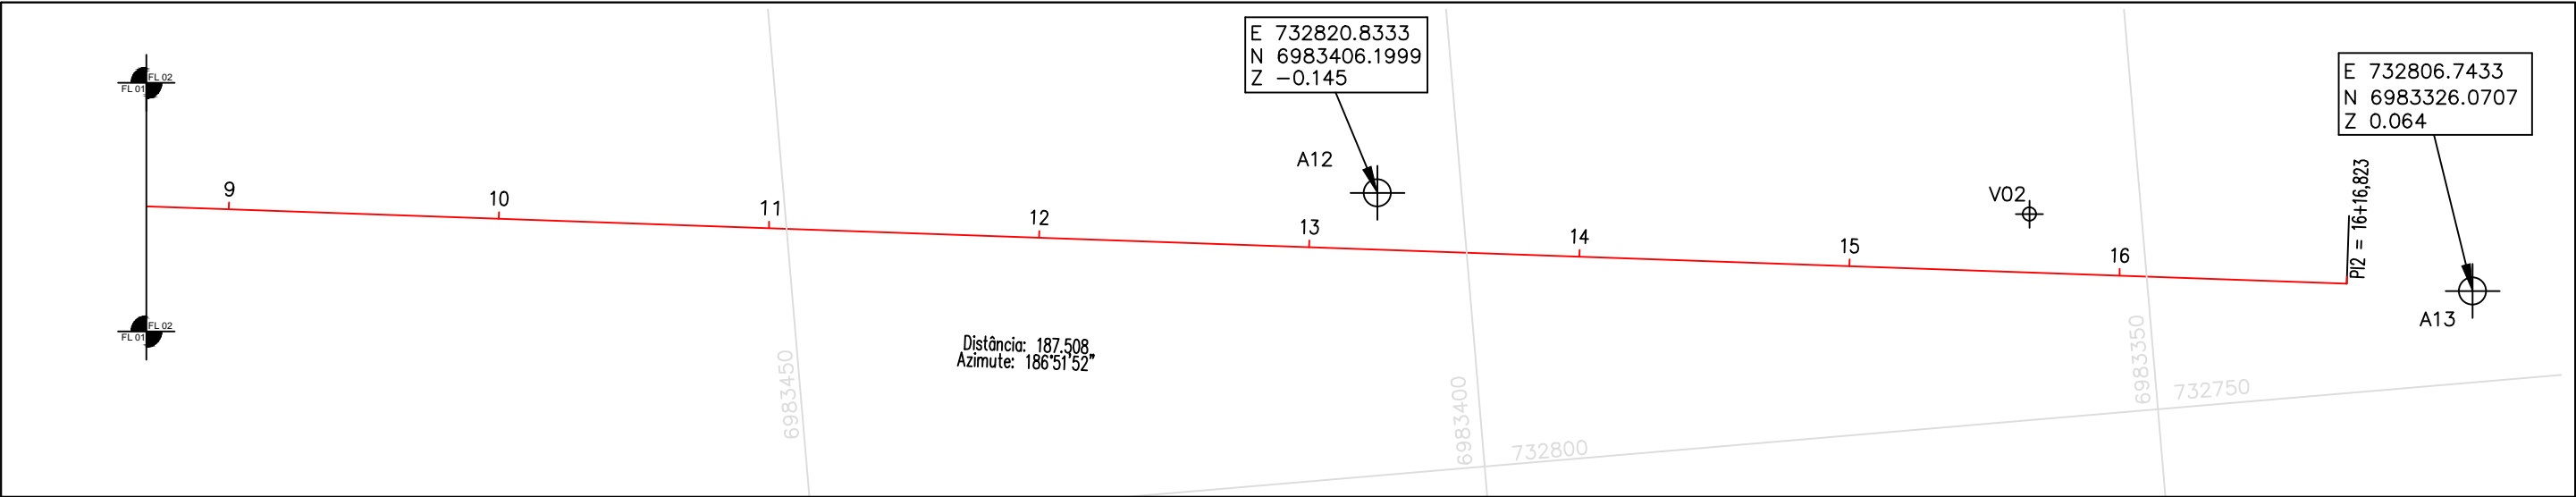 E 732820.8333
N 6983406.1999
Z −0.145
E 732806.7433
N 6983326.0707
Z 0.064
FL 02
FL 01
A12
9
10
11
12
13
14
15
16
V02
PI2 = 16+16,823
A13
FL 02
FL 01
Distância: 187.508
Azimute: 186°51'52"
6983450
6983400
6983350
732750
732800